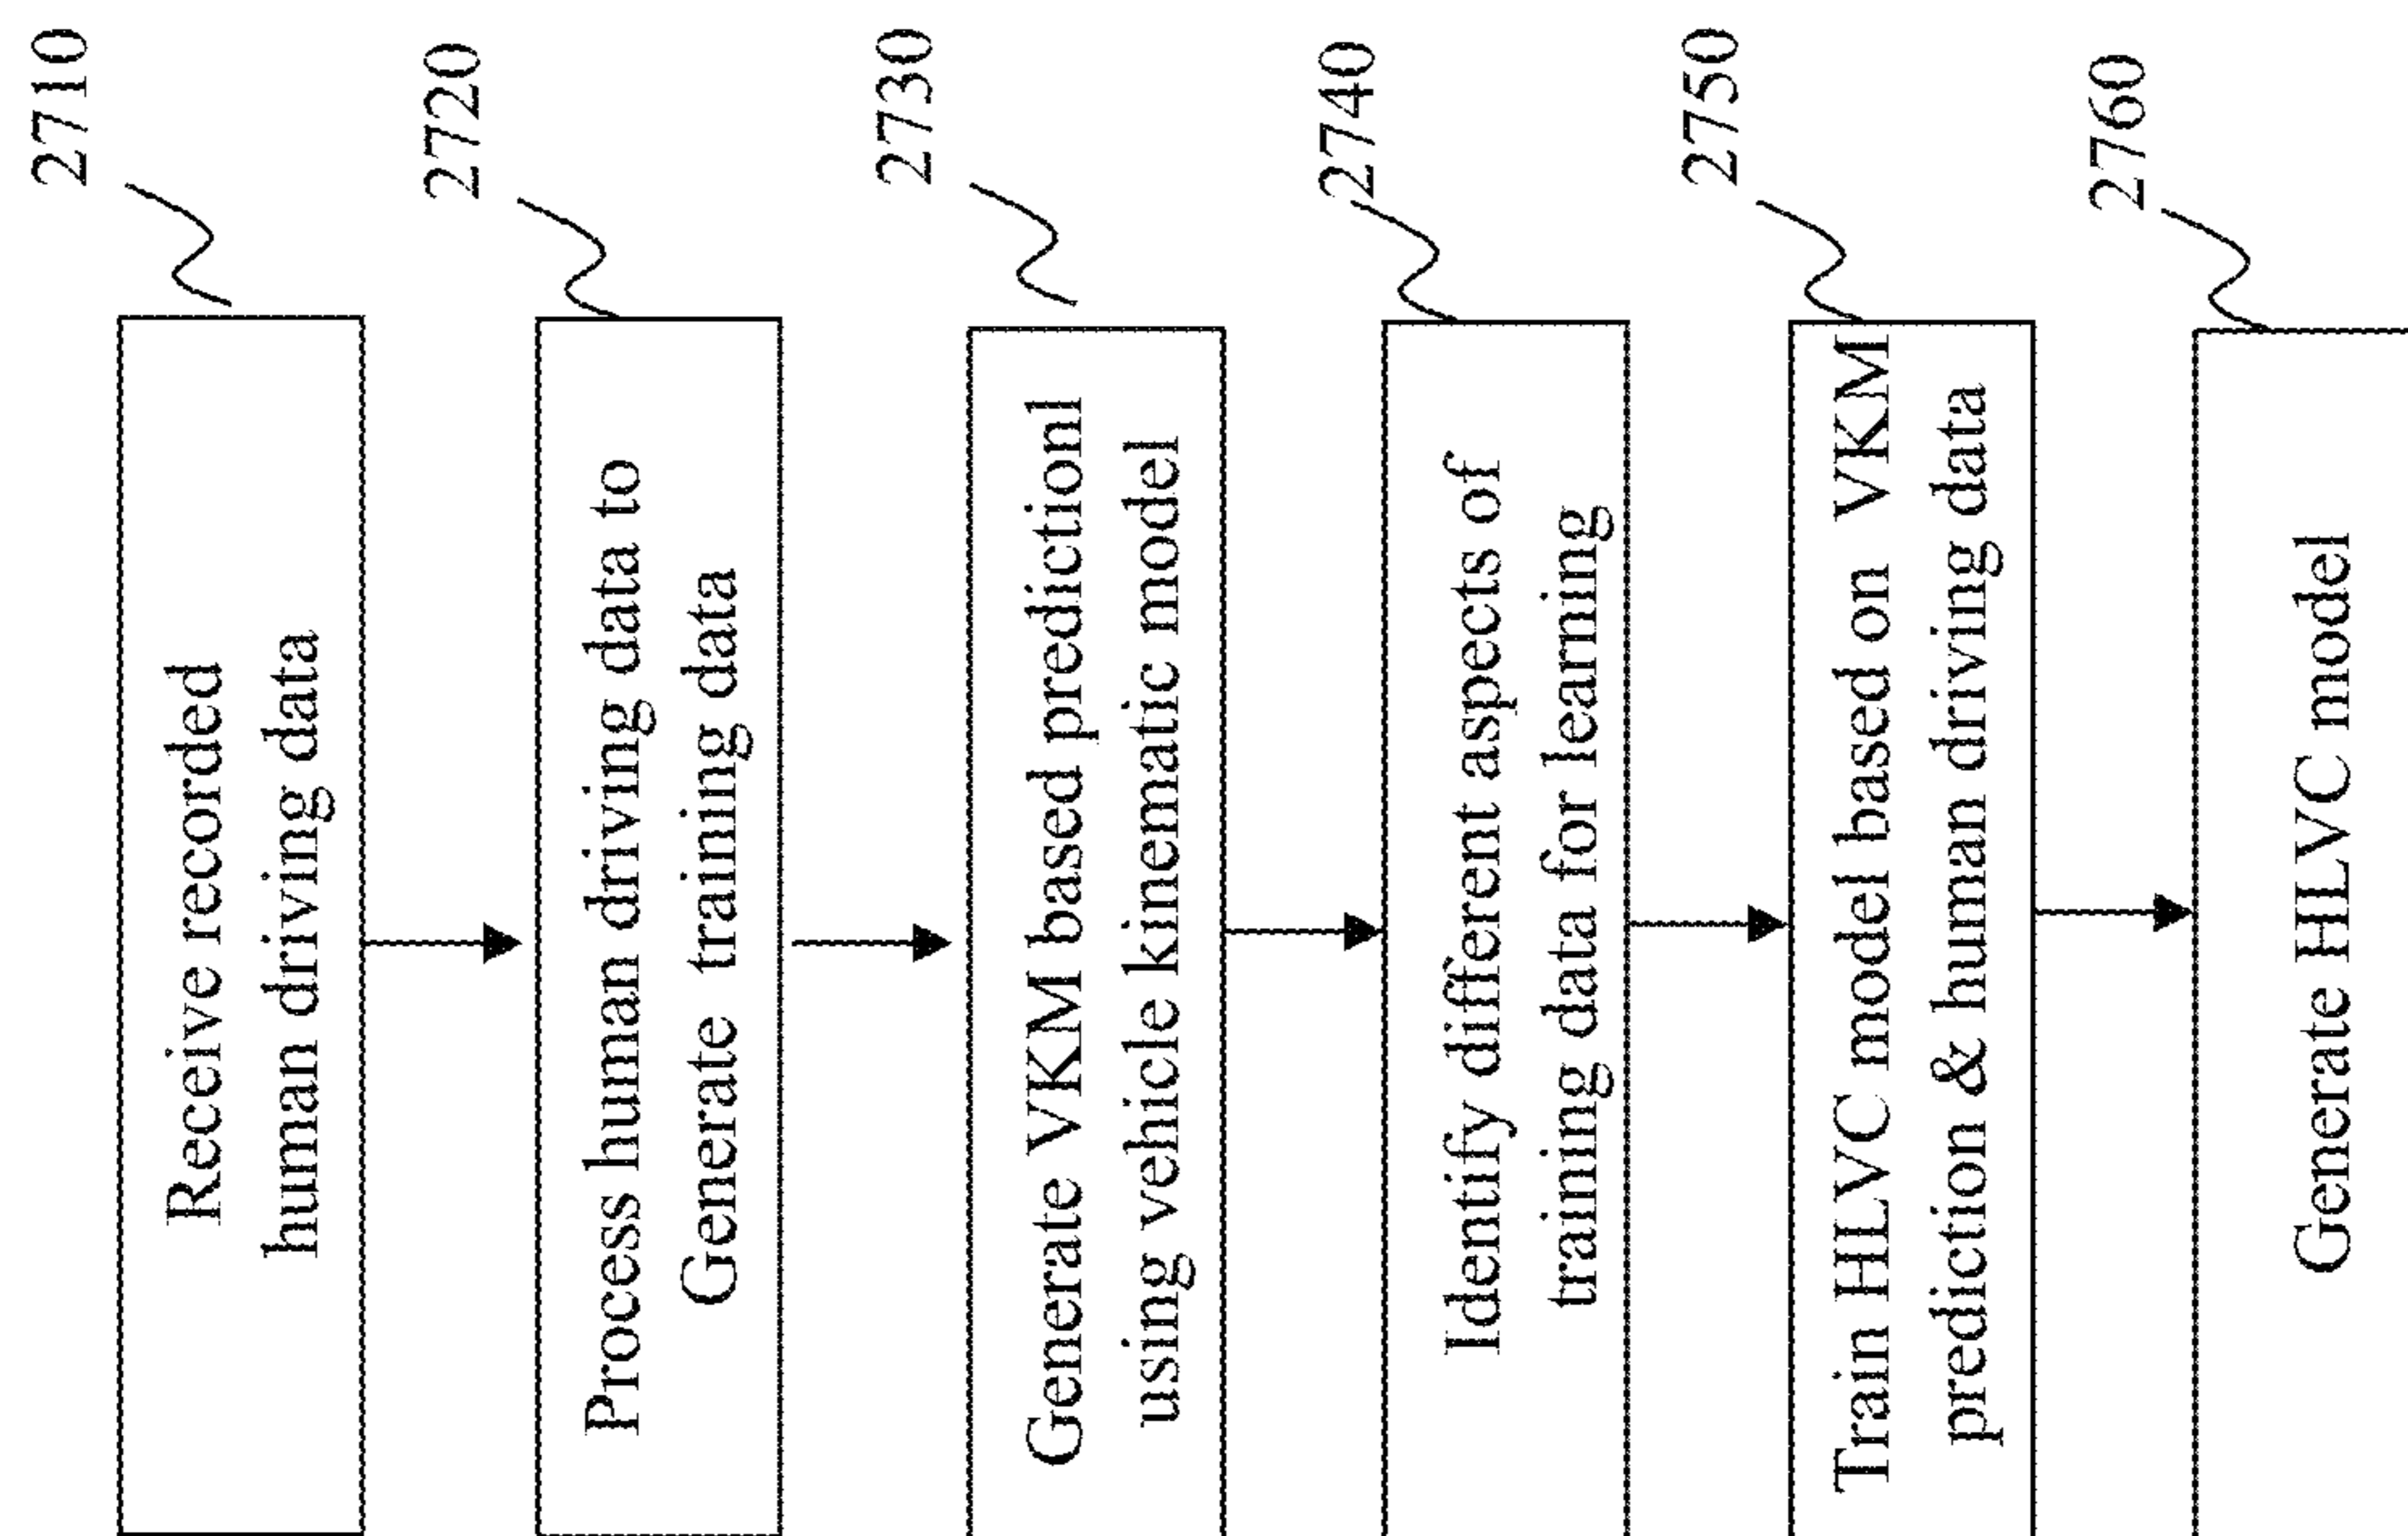 2710
Receive recorded
human driving data
2720
Process human driving data to
Generate training data
2730
Generate VKM based predictionl
using vehicle kinematic model
2740
Identify different aspects of
training data for learning
2750
Train HLVC model based on VKM
prediction & human driving data
2760
Generate HLVC model